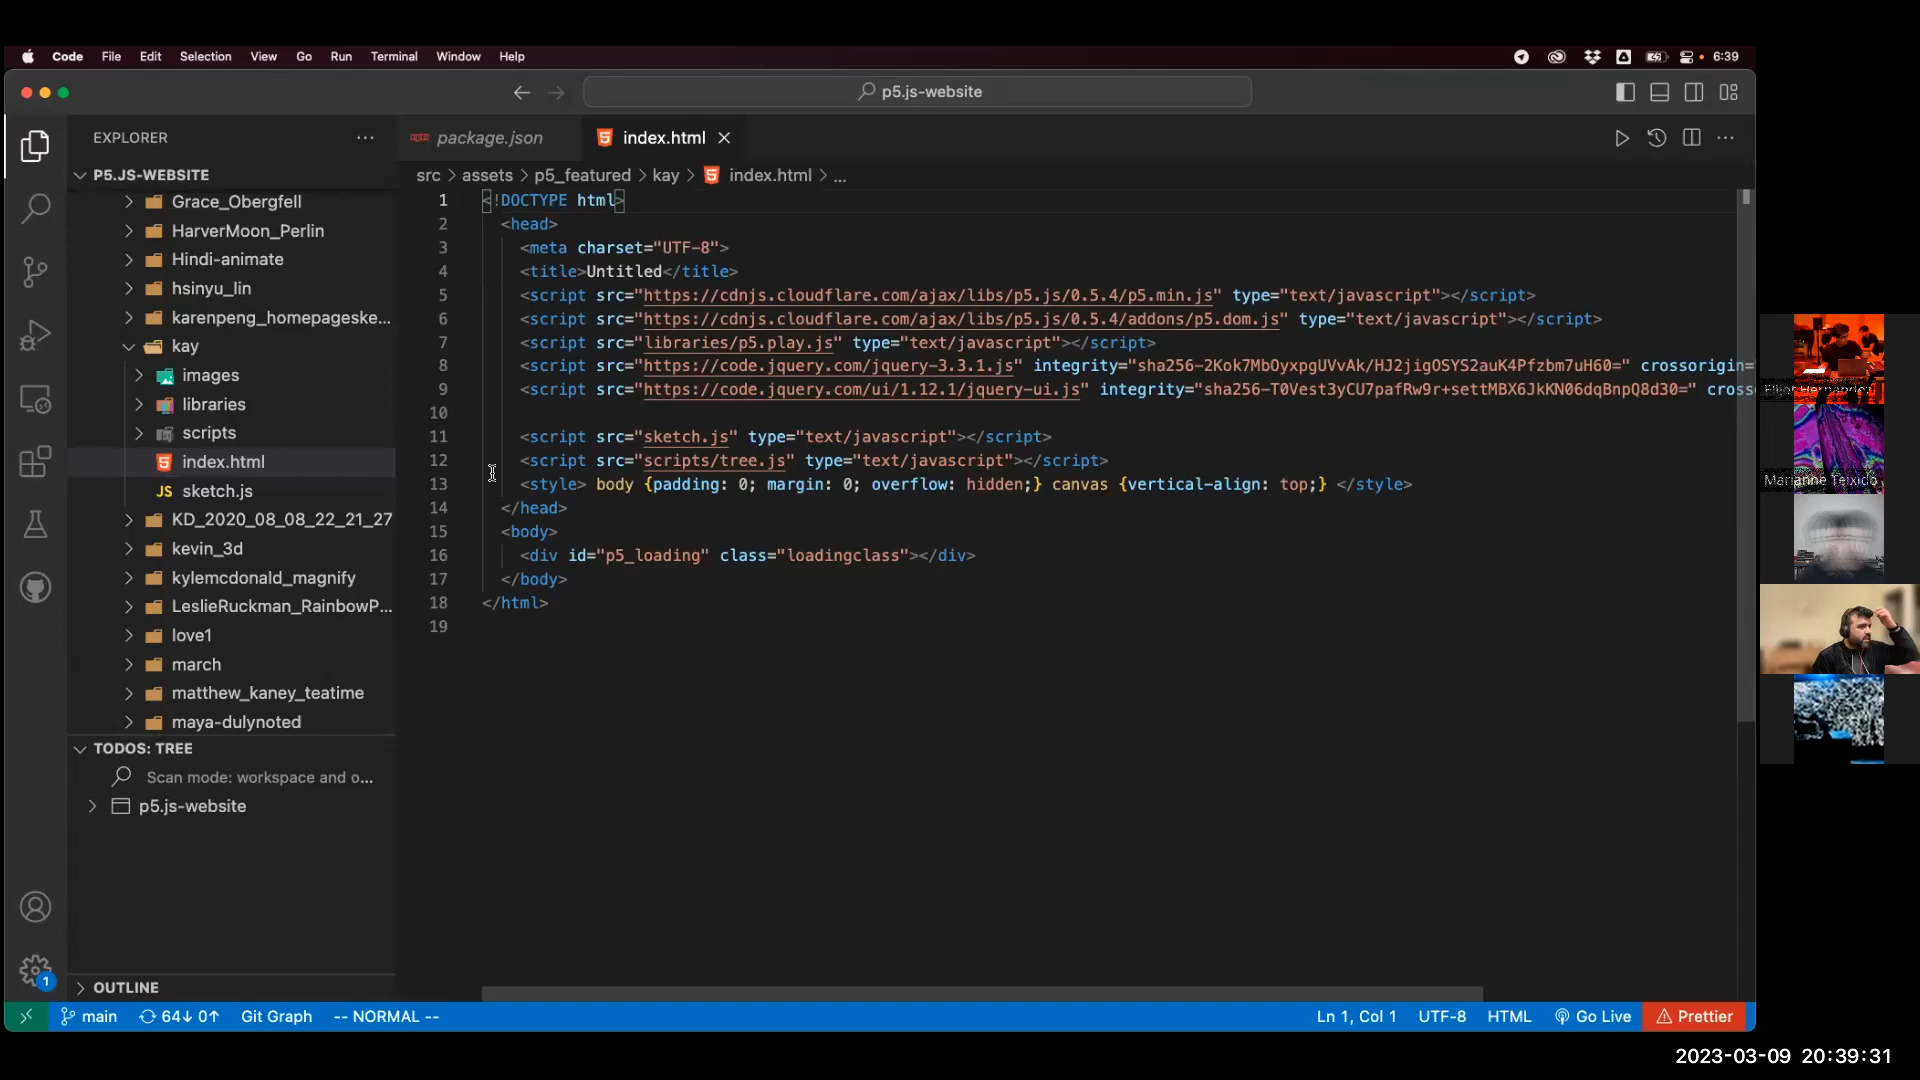 Code File Edit Selection View Go Run Terminal Window Help 6:39
p5.js-website
EXPLORER
P5.JS-WEBSITE
Grace_Obergfell
HarverMoon_Perlin
Hindi-animate
hsinyu_lin
karenpeng_homepageske...
kay
images
libraries
scripts
index.html
JS sketch.js
KD_2020_08_08_22_21_27
kevin_3d
kylemcdonald_magnify
LeslieRuckman_RainbowP...
love1
march
matthew_kaney_teatime
maya-dulynoted
TODOS: TREE
Scan mode: workspace and o...
p5.js-website
OUTLINE
1
package.json index.html
src > assets > p5_featured > kay > index.html > ...
1 <!DOCTYPE html>
2 <head>
3 <meta charset="UTF-8">
4 <title>Untitled</title>
5 <script src="https://cdnjs.cloudflare.com/ajax/libs/p5.js/0.5.4/p5.min.js" type="text/javascript"></script>
6 <script src="https://cdnjs.cloudflare.com/ajax/libs/p5.js/0.5.4/addons/p5.dom.js" type="text/javascript"></script>
7 <script src="libraries/p5.play.js" type="text/javascript"></script>
8 <script src="https://code.jquery.com/jquery-3.3.1.js" integrity="sha256-2Kok7MbOyxpgUVvAk/HJ2jigOSYS2auK4Pfzbm7uH60=" crossorigin=
9 <script src="https://code.jquery.com/ui/1.12.1/jquery-ui.js" integrity="sha256-T0Vest3yCU7pafRw9r+settMBX6JkKN06dqBnpQ8d30=" cross
10
11 <script src="sketch.js" type="text/javascript"></script>
12 <script src="scripts/tree.js" type="text/javascript"></script>
13 <style> body {padding: 0; margin: 0; overflow: hidden;} canvas {vertical-align: top;} </style>
14 </head>
15 <body>
16 <div id="p5_loading" class="loadingclass"></div>
17 </body>
18 </html>
19
main 64↓ 0↑ Git Graph -- NORMAL -- Ln 1, Col 1 UTF-8 HTML Go Live Prettier
Elior Hernandez
Marianne Teixido
2023-03-09 20:39:31